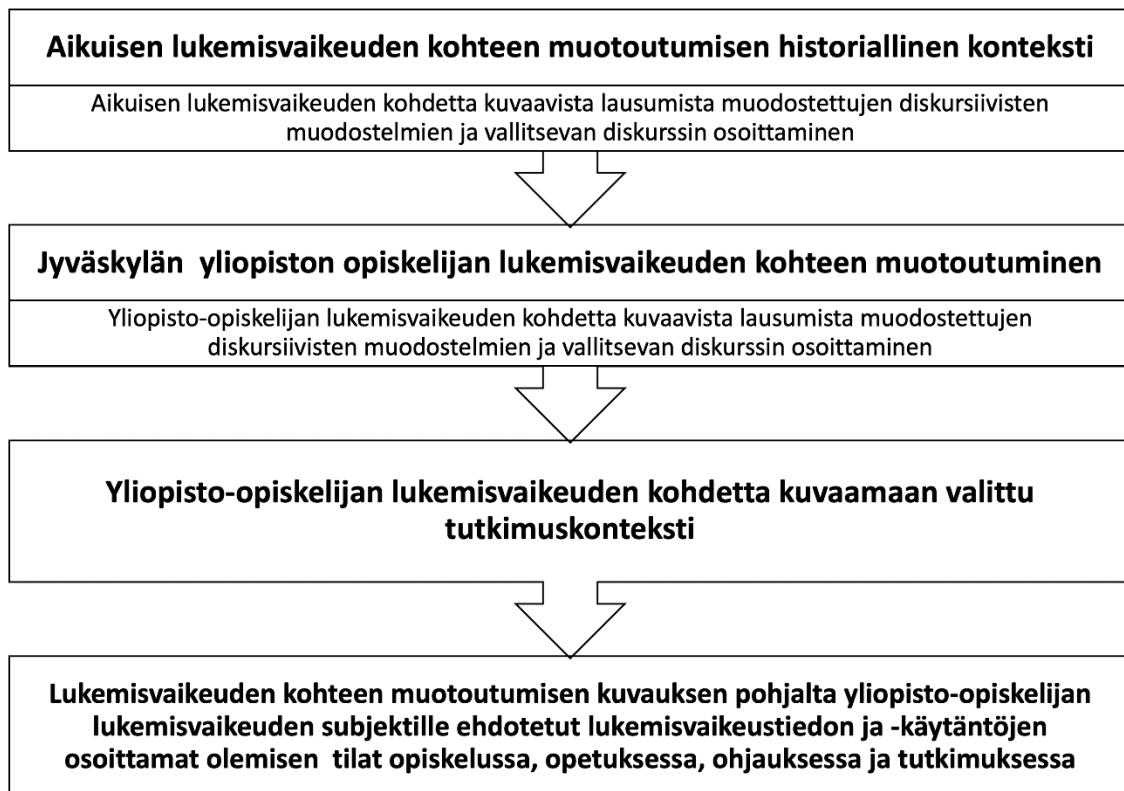 Aikuisen lukemisvaikeuden kohteen muotoutumisen historiallinen konteksti
Aikuisen lukemisvaikeuden kohdetta kuvaavista lausumista muodostettujen diskursiivisten
muodostelmien ja vallitsevan diskurssin osoittaminen
Jyväskylän yliopiston opiskelijan lukemisvaikeuden kohteen muotoutuminen
Yliopisto-opiskelijan lukemisvaikeuden kohdetta kuvaavista lausumista muodostettujen
diskursiivisten muodostelmien ja vallitsevan diskurssin osoittaminen
Yliopisto-opiskelijan lukemisvaikeuden kohdetta kuvaamaan valittu
tutkimuskonteksti
Lukemisvaikeuden kohteen muotoutumisen kuvauksen pohjalta yliopisto-opiskelijan
lukemisvaikeuden subjektille ehdotetut lukemisvaikeustiedon ja -käytäntöjen
osoittamat olemisen tilat opiskelussa, opetuksessa, ohjauksessa ja tutkimuksessa